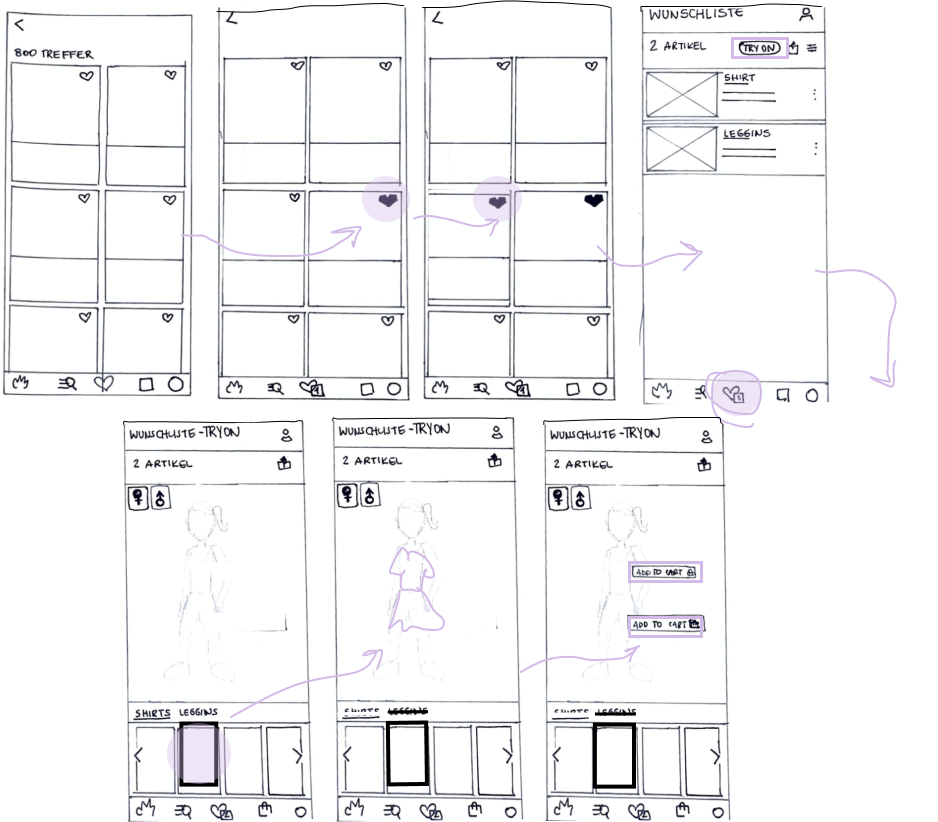 800 TREFFER
WUNSCHLISTE
2 ARTIKEL
TRY ON
SHIRT
LEGGINS
WUNSCHLISTE-TRYON
2 ARTIKEL
SHIRTS LEGGINS
WUNSCHLISTE-TRYON
2 ARTIKEL
SHIRTS LEGGINS
WUNSCHLISTE-TRYON
2 ARTIKEL
ADD TO CART
ADD TO CART
SHIRTS LEGGINS